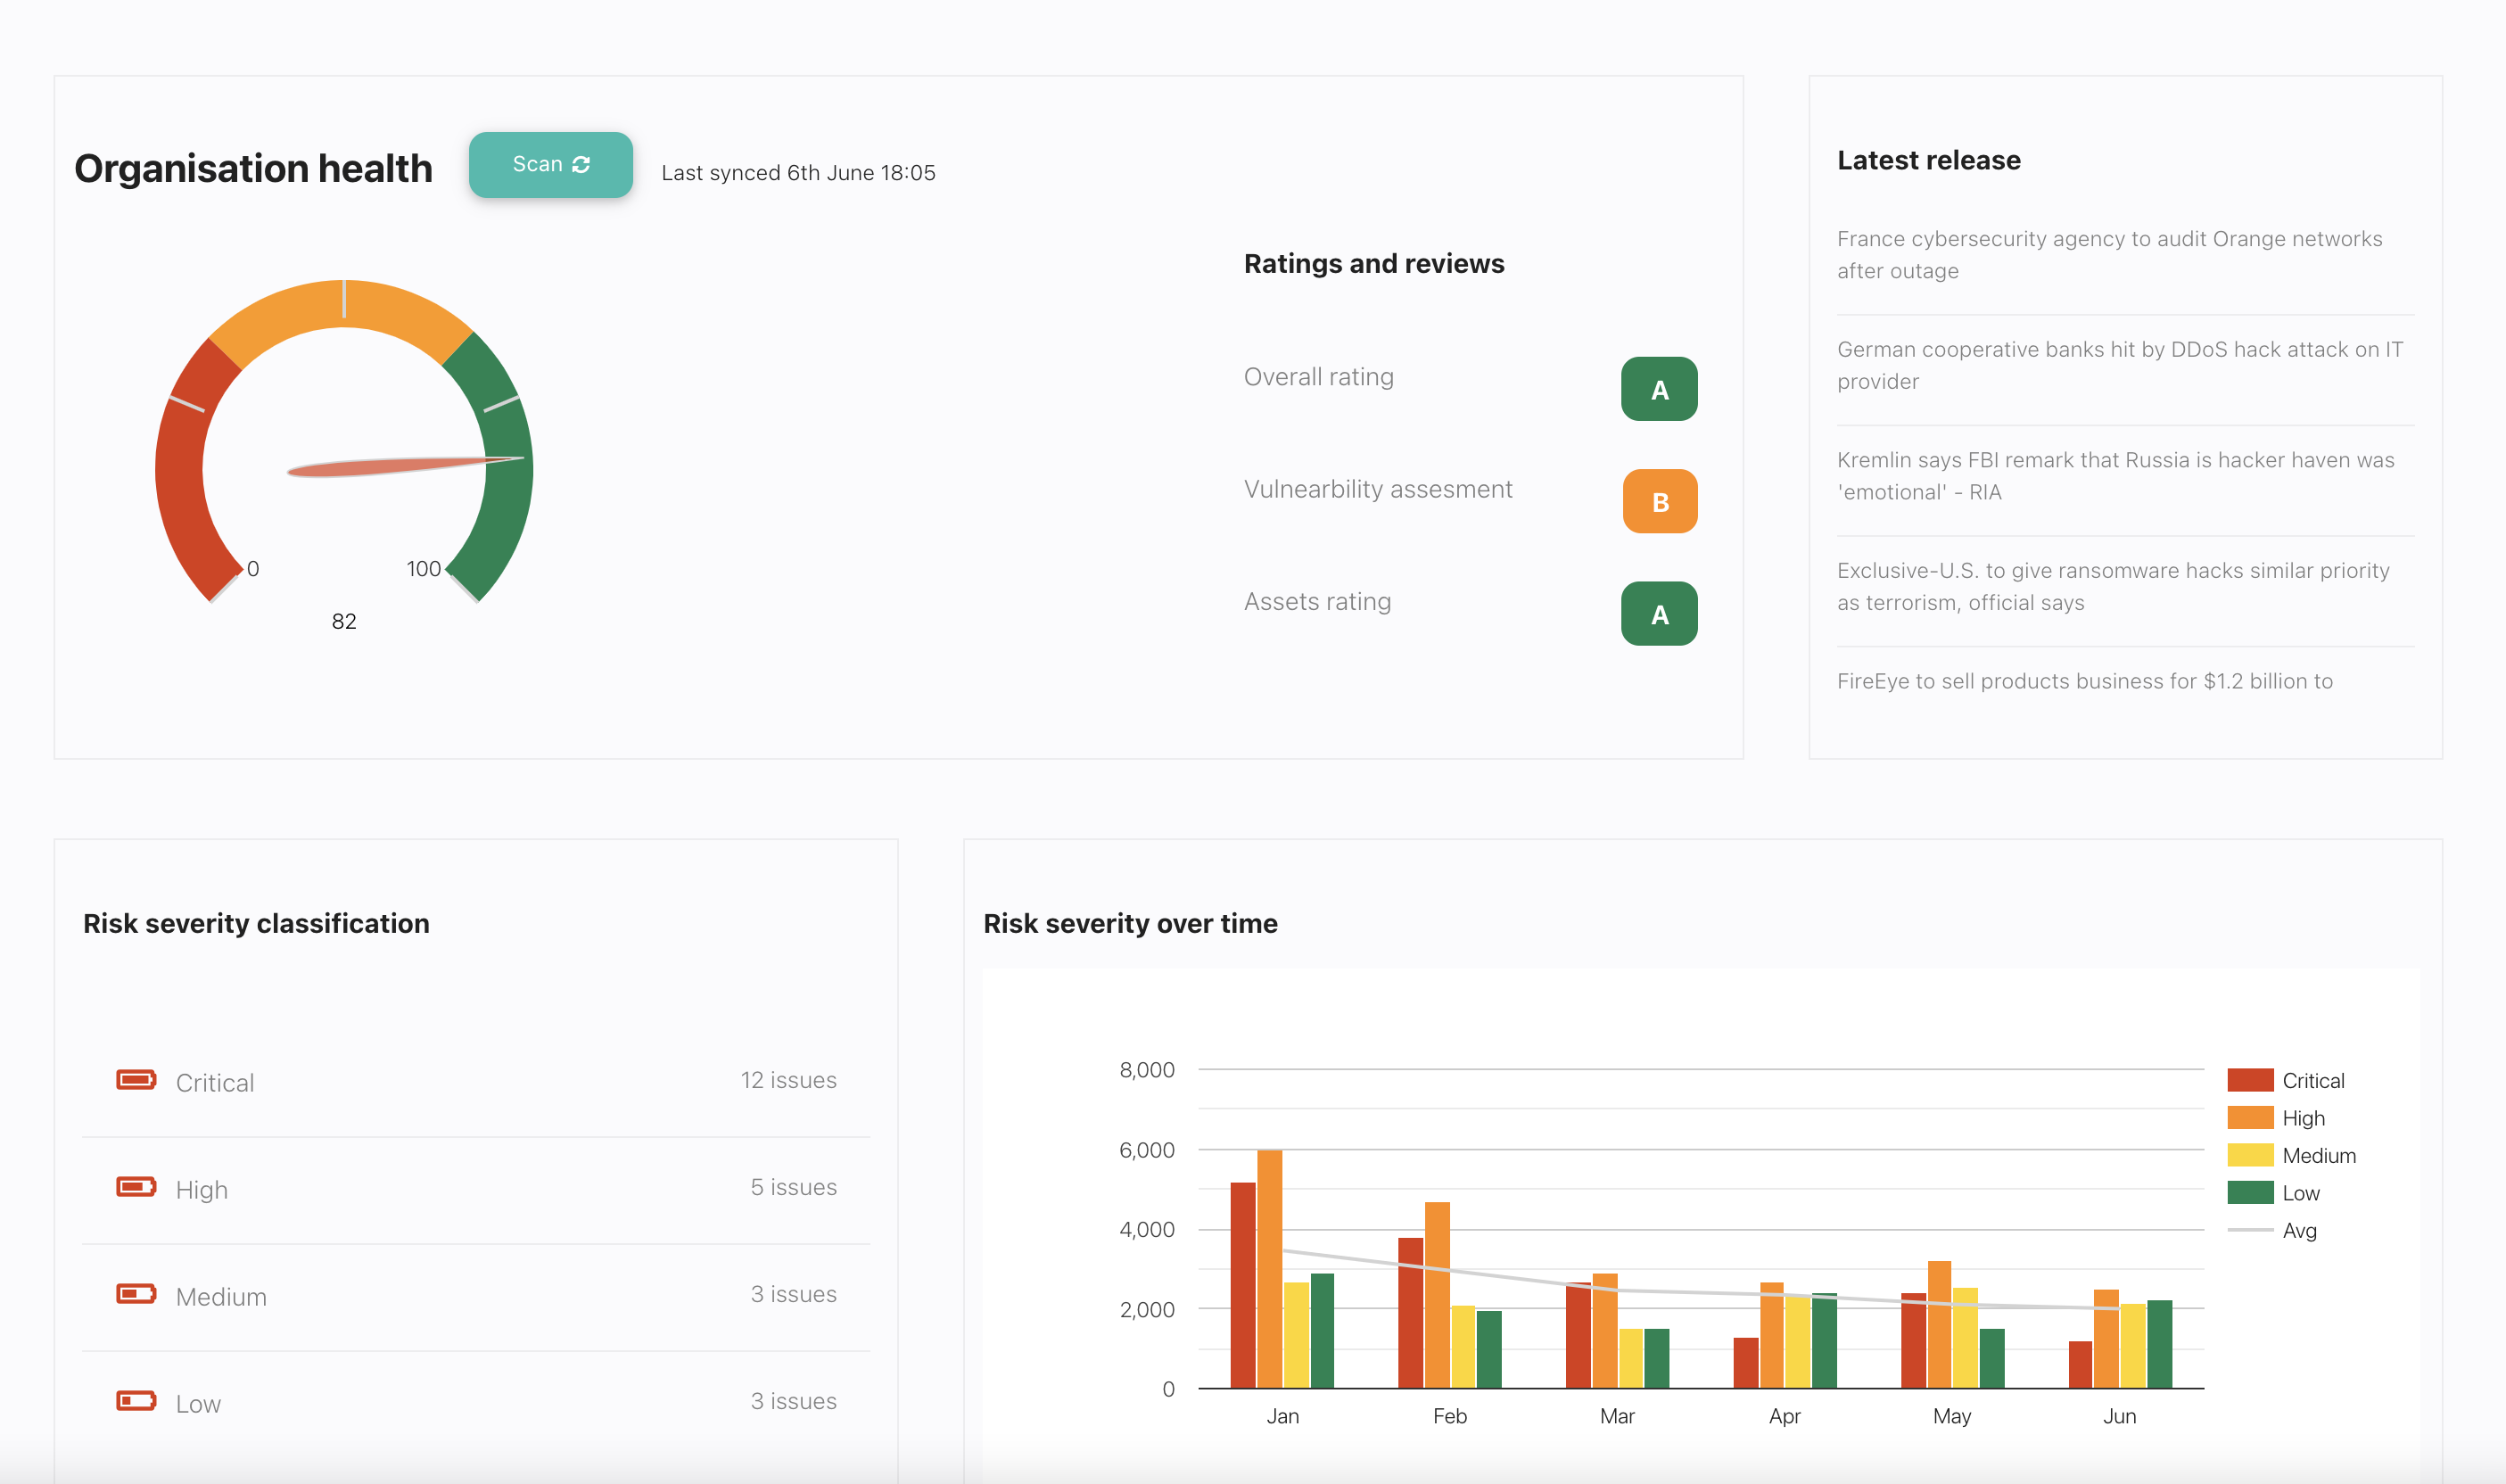 Organisation health
Scan
Last synced 6th June 18:05
0
100
82
Ratings and reviews
Overall rating
A
Vulnearbility assesment
B
Assets rating
A
Latest release
France cybersecurity agency to audit Orange networks
after outage
German cooperative banks hit by DDoS hack attack on IT
provider
Kremlin says FBI remark that Russia is hacker haven was
'emotional' - RIA
Exclusive-U.S. to give ransomware hacks similar priority
as terrorism, official says
FireEye to sell products business for $1.2 billion to
Risk severity classification
Critical
12 issues
High
5 issues
Medium
3 issues
Low
3 issues
Risk severity over time
8,000
6,000
4,000
2,000
0
Jan
Feb
Mar
Apr
May
Jun
Critical
High
Medium
Low
Avg